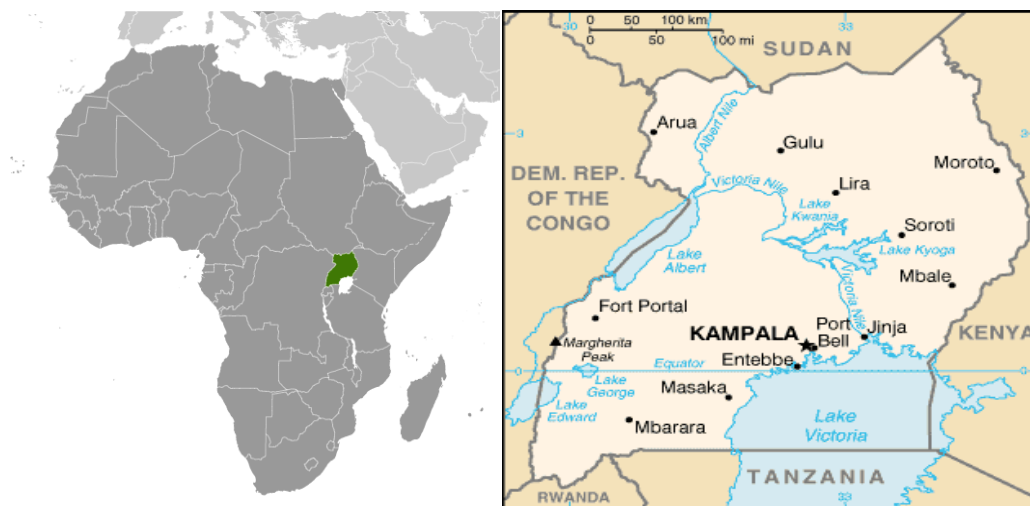 30
0
50
100 km
33
0
50
100 mi
SUDAN
Albert Nile
Arua
3
3
Gulu
Moroto
DEM. REP.
OF THE
CONGO
Victoria Nile
Lira
Lake
Kwania
Soroti
Lake Kyoga
Lake
Albert
Mbale
Victoria Nile
Fort Portal
KAMPALA
Port
Bell
Jinja
KENYA
Margherita
Peak
Entebbe
Equator
0
0
Lake
George
Masaka
Lake
Edward
Mbarara
Lake
Victoria
TANZANIA
RWANDA
30
33